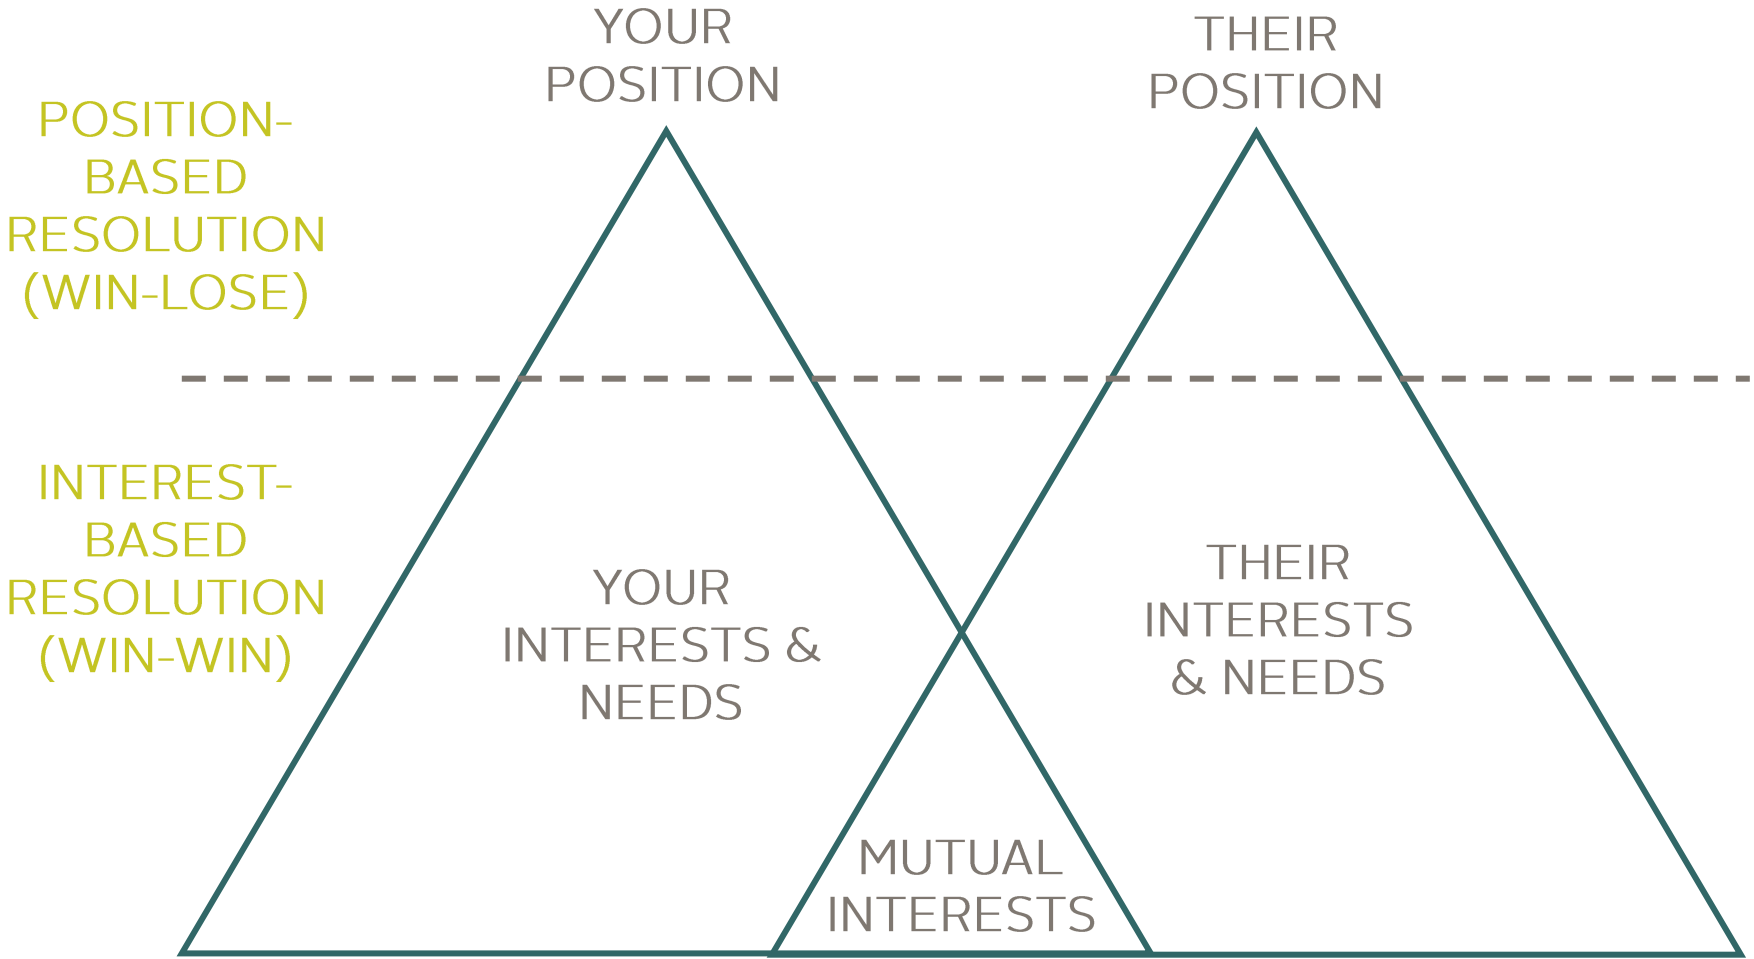 YOUR
POSITION
THEIR
POSITION
POSITION-
BASED
RESOLUTION
(WIN-LOSE)
INTEREST-
BASED
RESOLUTION
(WIN-WIN)
YOUR
INTERESTS &
NEEDS
THEIR
INTERESTS
& NEEDS
MUTUAL
INTERESTS